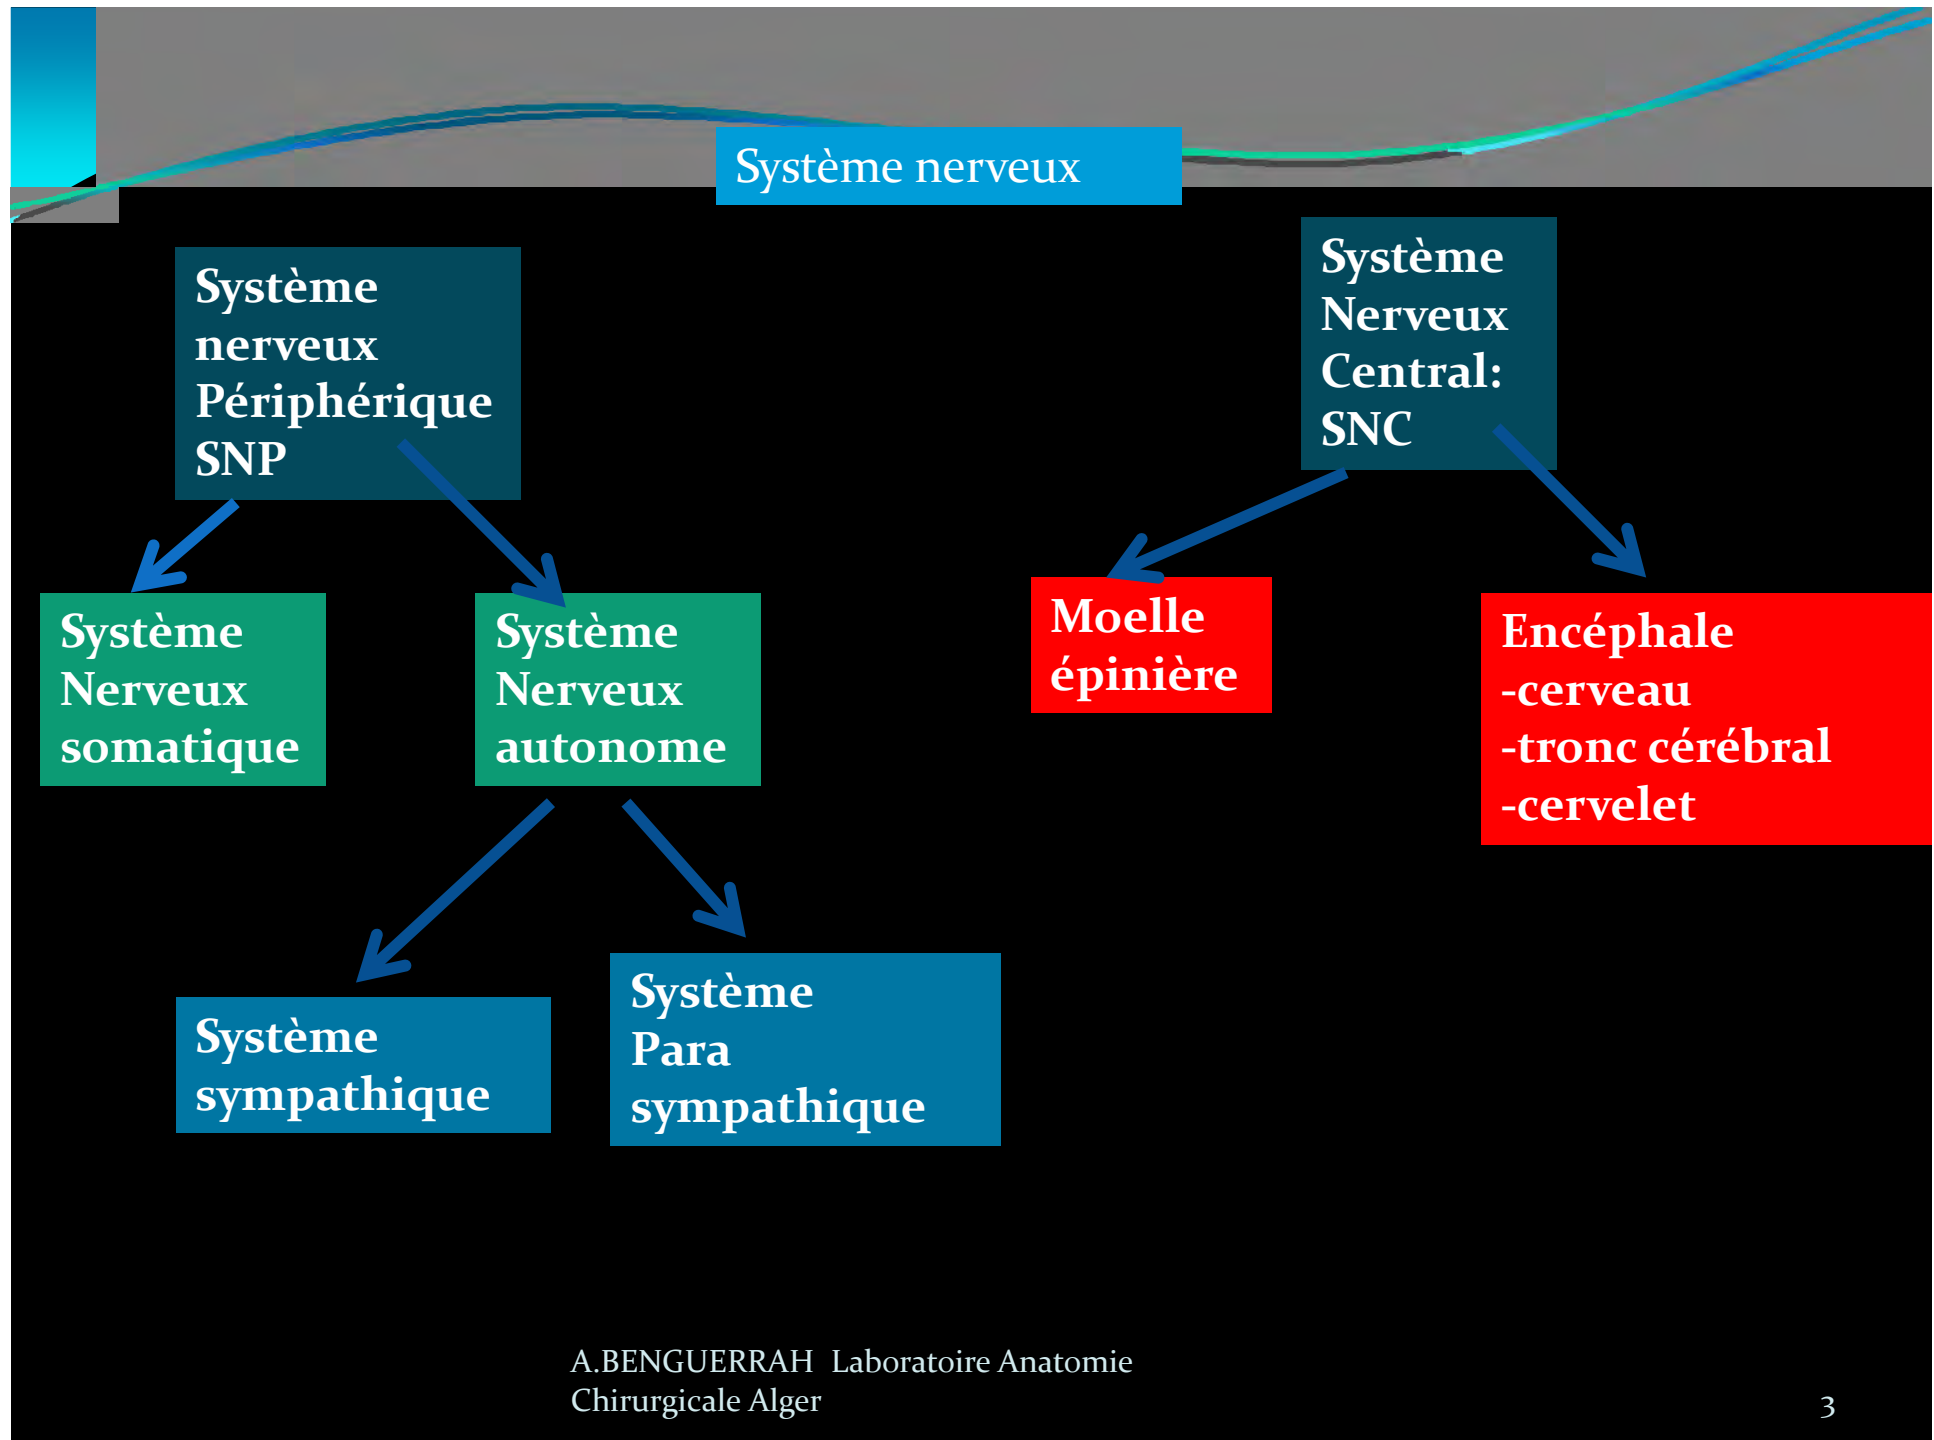 Système nerveux
Système
nerveux
Périphérique
SNP
Système
Nerveux
Central:
SNC
Système
Nerveux
somatique
Système
Nerveux
autonome
Moelle
épinière
Encéphale
-cerveau
-tronc cérébral
-cervelet
Système
sympathique
Système
Para
sympathique
A.BENGUERRAH Laboratoire Anatomie
Chirurgicale Alger
3